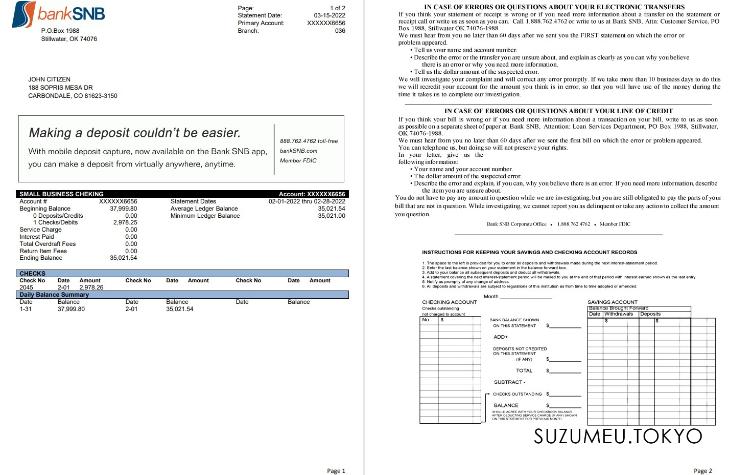 bankSNB
P.O.Box 1988
Stillwater, OK 74076
Page: 1 of 2
Statement Date: 03-15-2022
Primary Account: XXXXXX6656
Branch: 036
JOHN CITIZEN
188 SOPRIS MESA DR
CARBONDALE, CO 81623-3150
Making a deposit couldn't be easier.
With mobile deposit capture, now available on the Bank SNB app,
you can make a deposit from virtually anywhere, anytime.
888.762.4762 toll-free
bankSNB.com
Member FDIC
SMALL BUSINESS CHEKING Account: XXXXXX6656
Account # XXXXXX6656 Statement Dates 02-01-2022 thru 02-28-2022
Beginning Balance 37,999.80 Average Ledger Balance 35,021.54
0 Deposits/Credits 0.00 Minimum Ledger Balance 35,021.00
1 Checks/Debits 2,978.25
Service Charge 0.00
Interest Paid 0.00
Total Overdraft Fees 0.00
Return Item Fees 0.00
Ending Balance 35,021.54
CHECKS
Check No Date Amount Check No Date Amount Check No Date Amount
2045 2-01 2,978.26
Daily Balance Summary
Date Balance Date Balance Date Balance
1-31 37,999.80 2-01 35,021.54
Page 1
IN CASE OF ERRORS OR QUESTIONS ABOUT YOUR ELECTRONIC TRANSFERS
If you think your statement or receipt is wrong or if you need more information about a transfer on the statement or
receipt call or write us as soon as you can. Call 1.888.762.4762 or write to us at Bank SNB, Attn: Customer Service, PO
Box 1988, Stillwater, OK 74076-1988
We must hear from you no later than 60 days after we sent you the FIRST statement on which the error or
problem appeared.
• Tell us your name and account number.
• Describe the error or the transfer you are unsure about, and explain as clearly as you can why you believe
there is an error or why you need more information.
• Tell us the dollar amount of the suspected error.
We will investigate your complaint and will correct any error promptly. If we take more than 10 business days to do this
we will recredit your account for the amount you think is in error, so that you will have use of the money during the
time it takes to complete our investigation.
IN CASE OF ERRORS OR QUESTIONS ABOUT YOUR LINE OF CREDIT
If you think your bill is wrong or if you need more information about a transaction on your bill, write to us as soon
as possible on a separate sheet of paper at Bank SNB, Attention: Loan Services Department, PO Box 1988, Stillwater,
OK 74076-1988.
We must hear from you no later than 60 days after we sent the first bill on which the error or problem appeared.
You can telephone us, but doing so will not preserve your rights.
In your letter, give us the
following information:
• Your name and your account number.
• The dollar amount of the suspected error
• Describe the error and explain, if you can, why you believe there is an error. If you need more information, describe
the item you are unsure about.
You do not have to pay any amount in question while we are investigating, but you are still obligated to pay the parts of your
bill that are not in question. While we investigating, we cannot report you as delinquent or take any action to collect the amount
you question
Bank SNB Corporate Office • 1.888.762.4762 • Member FDIC
INSTRUCTIONS FOR KEEPING YOUR SAVINGS AND CHECKING ACCOUNT RECORDS
Month
CHECKING ACCOUNT
Checks outstanding
not charged to account
No. $
BANK BALANCE SHOWN
ON THIS STATEMENT $
ADD+
DEPOSITS NOT CREDITED
ON THIS STATEMENT
(IF ANY) $
TOTAL $
SUBTRACT -
CHECKS OUTSTANDING $
BALANCE $
SAVINGS ACCOUNT
Balance Brought Forward
Date Withdrawals Deposits
$ $
SUZUMEU.TOKYO
Page 2